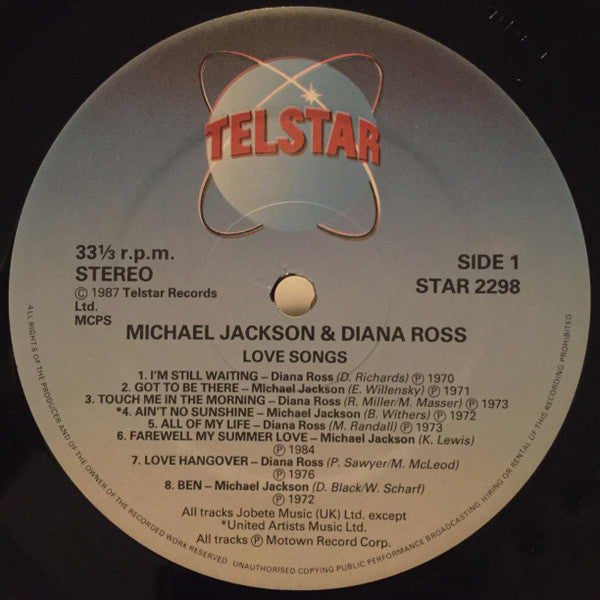 TELSTAR
33⅓ r.p.m.
STEREO
© 1987 Telstar Records
Ltd.
MCPS
SIDE 1
STAR 2298
MICHAEL JACKSON & DIANA ROSS
LOVE SONGS
1. I'M STILL WAITING – Diana Ross (D. Richards) ℗ 1970
2. GOT TO BE THERE – Michael Jackson (E. Willensky) ℗ 1971
3. TOUCH ME IN THE MORNING – Diana Ross (R. Miller/M. Masser) ℗ 1973
*4. AIN'T NO SUNSHINE – Michael Jackson (B. Withers) ℗ 1972
5. ALL OF MY LIFE – Diana Ross (M. Randall) ℗ 1973
6. FAREWELL MY SUMMER LOVE – Michael Jackson (K. Lewis)
℗ 1984
7. LOVE HANGOVER – Diana Ross (P. Sawyer/M. McLeod)
℗ 1976
8. BEN – Michael Jackson (D. Black/W. Scharf)
℗ 1972
All tracks Jobete Music (UK) Ltd. except
*United Artists Music Ltd.
All tracks ℗ Motown Record Corp.
ALL RIGHTS OF THE PRODUCER AND OF THE OWNER OF THE RECORDED WORK RESERVED UNAUTHORISED COPYING PUBLIC PERFORMANCE BROADCASTING HIRING OR RENTAL OF THIS RECORDING PROHIBITED